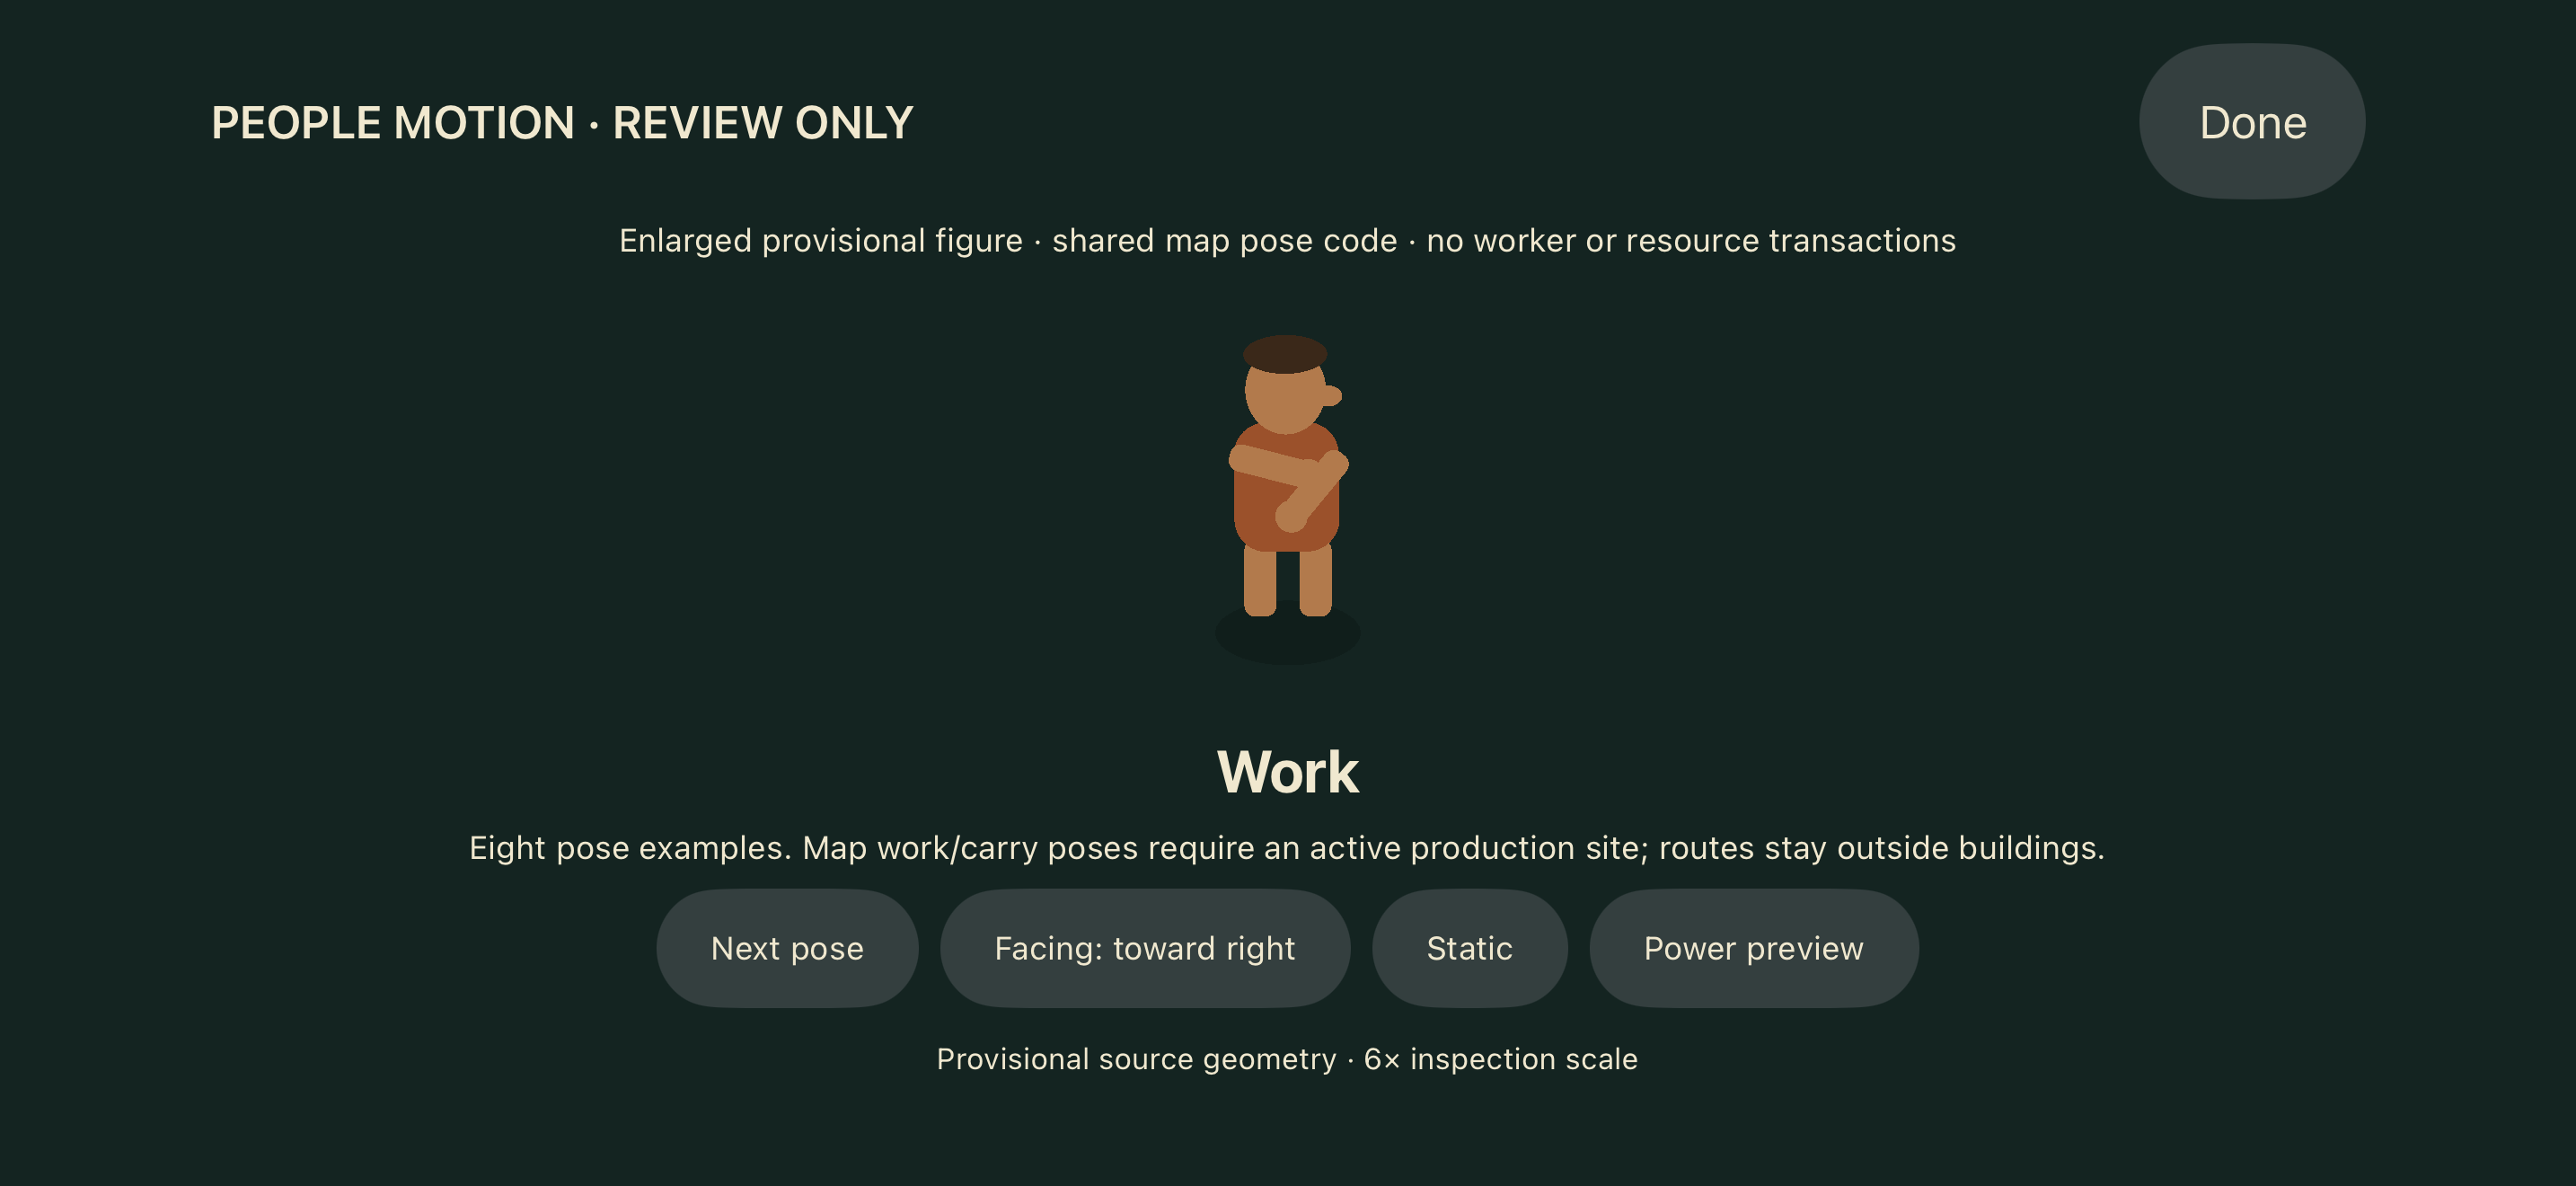 PEOPLE MOTION · REVIEW ONLY
Done
Enlarged provisional figure · shared map pose code · no worker or resource transactions
Work
Eight pose examples. Map work/carry poses require an active production site; routes stay outside buildings.
Next pose
Facing: toward right
Static
Power preview
Provisional source geometry · 6× inspection scale